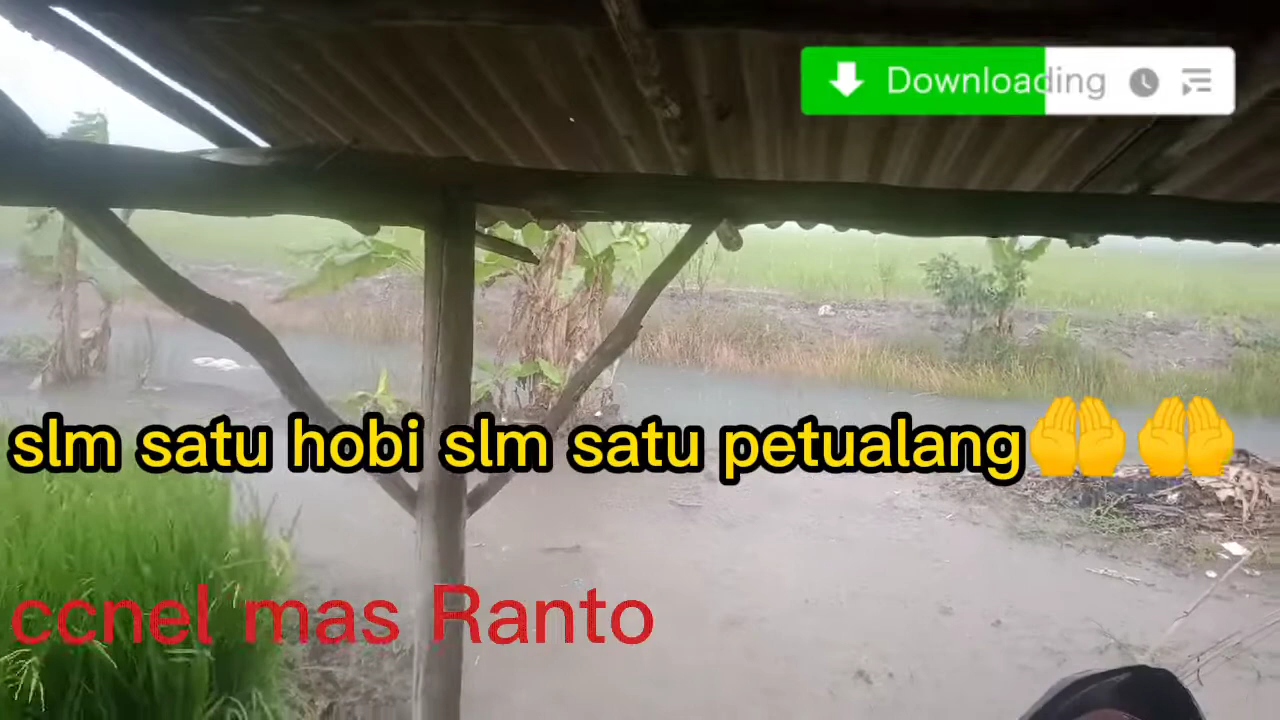 Downloading
slm satu hobi slm satu petualang🤲🤲
ccnel mas Ranto